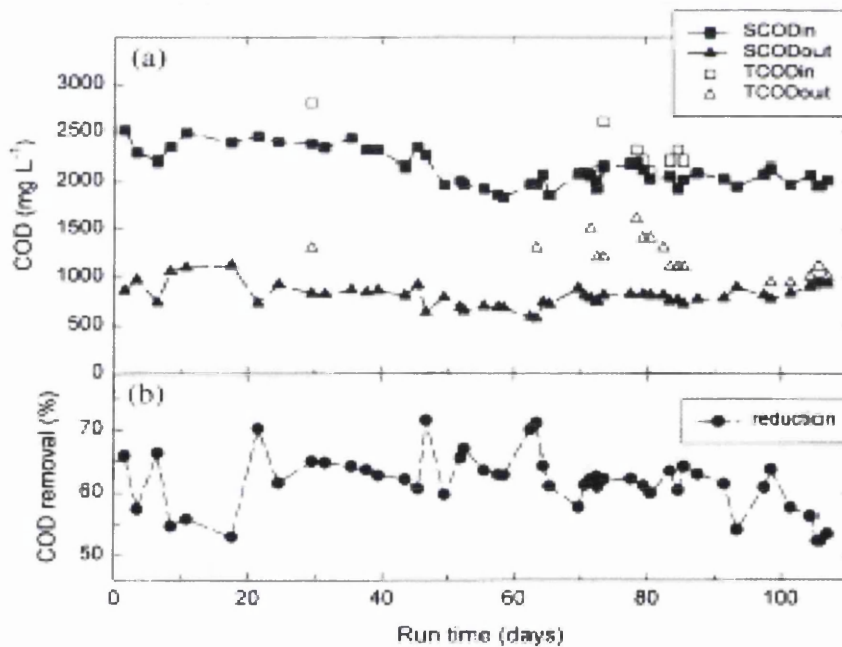 SCODin
SCODout
TCODin
TCODout
(a)
3000
2500
2000
1500
1000
500
0
COD (mg L⁻¹)
(b)
reduction
70
60
50
COD removal (%)
0 20 40 60 80 100
Run time (days)